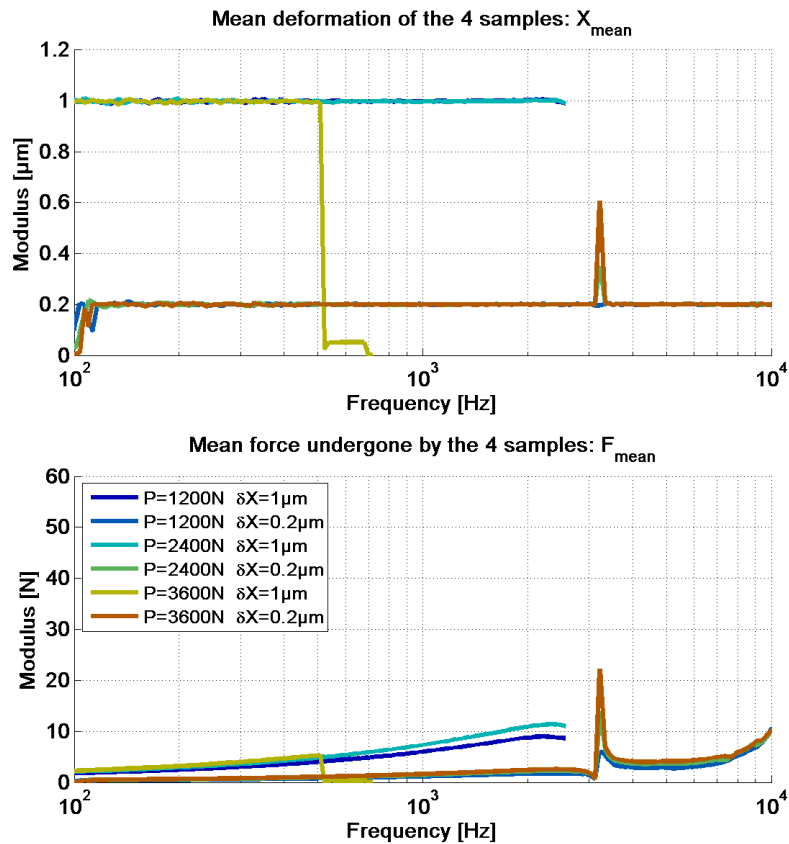 Mean deformation of the 4 samples: X_mean
1.2
1
0.8
0.6
0.4
0.2
0
Modulus [µm]
10^2
10^3
10^4
Frequency [Hz]
Mean force undergone by the 4 samples: F_mean
60
50
40
30
20
10
0
Modulus [N]
P=1200N δX=1µm
P=1200N δX=0.2µm
P=2400N δX=1µm
P=2400N δX=0.2µm
P=3600N δX=1µm
P=3600N δX=0.2µm
10^2
10^3
10^4
Frequency [Hz]